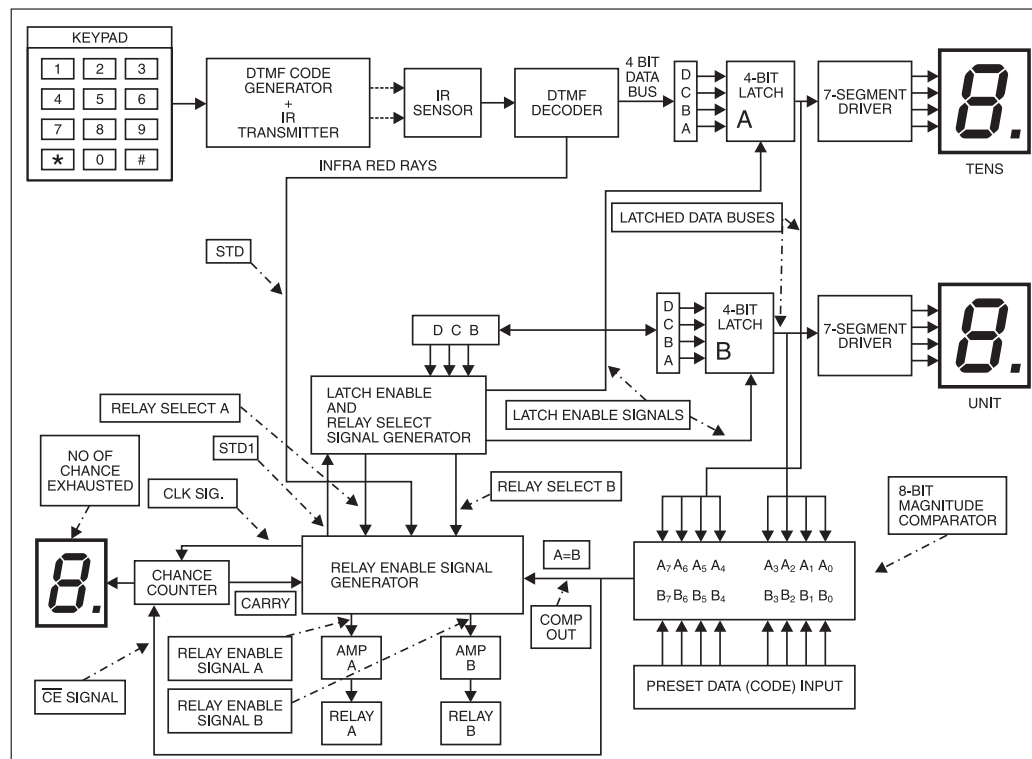 KEYPAD
1 2 3
4 5 6
7 8 9
* 0 #
DTMF CODE
GENERATOR
+
IR
TRANSMITTER
IR
SENSOR
DTMF
DECODER
4 BIT
DATA
BUS
D
C
B
A
4-BIT
LATCH
A
7-SEGMENT
DRIVER
8.
TENS
INFRA RED RAYS
LATCHED DATA BUSES
STD
D C B
D
C
B
A
4-BIT
LATCH
B
7-SEGMENT
DRIVER
8.
UNIT
LATCH ENABLE
AND
RELAY SELECT
SIGNAL GENERATOR
LATCH ENABLE SIGNALS
RELAY SELECT A
STD1
NO OF
CHANCE
EXHAUSTED
CLK SIG.
RELAY SELECT B
8-BIT
MAGNITUDE
COMPARATOR
8.
CHANCE
COUNTER
CARRY
RELAY ENABLE SIGNAL
GENERATOR
A=B
COMP
OUT
A7 A6 A5 A4 A3 A2 A1 A0
B7 B6 B5 B4 B3 B2 B1 B0
RELAY ENABLE
SIGNAL A
AMP
A
AMP
B
PRESET DATA (CODE) INPUT
C̅E̅ SIGNAL
RELAY ENABLE
SIGNAL B
RELAY
A
RELAY
B